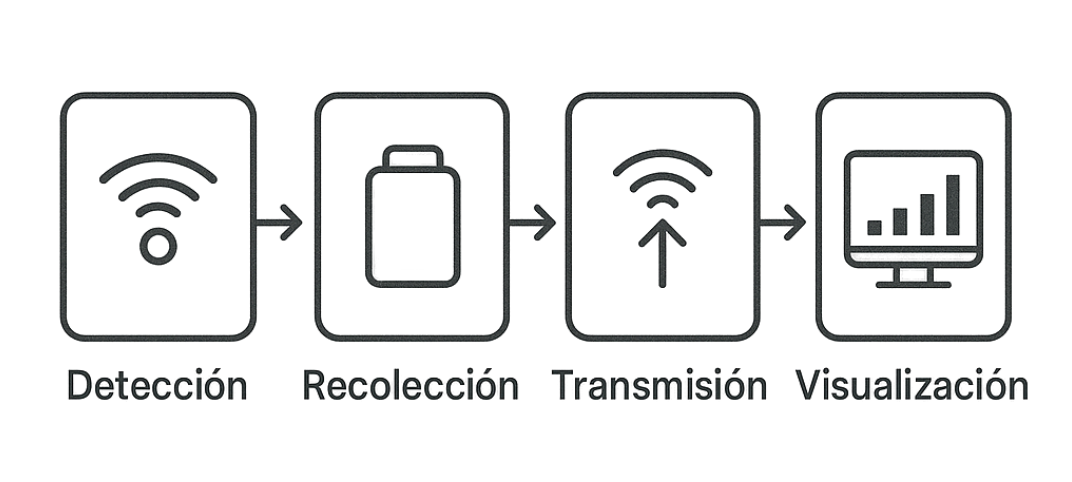 Detección
Recolección
Transmisión
Visualización